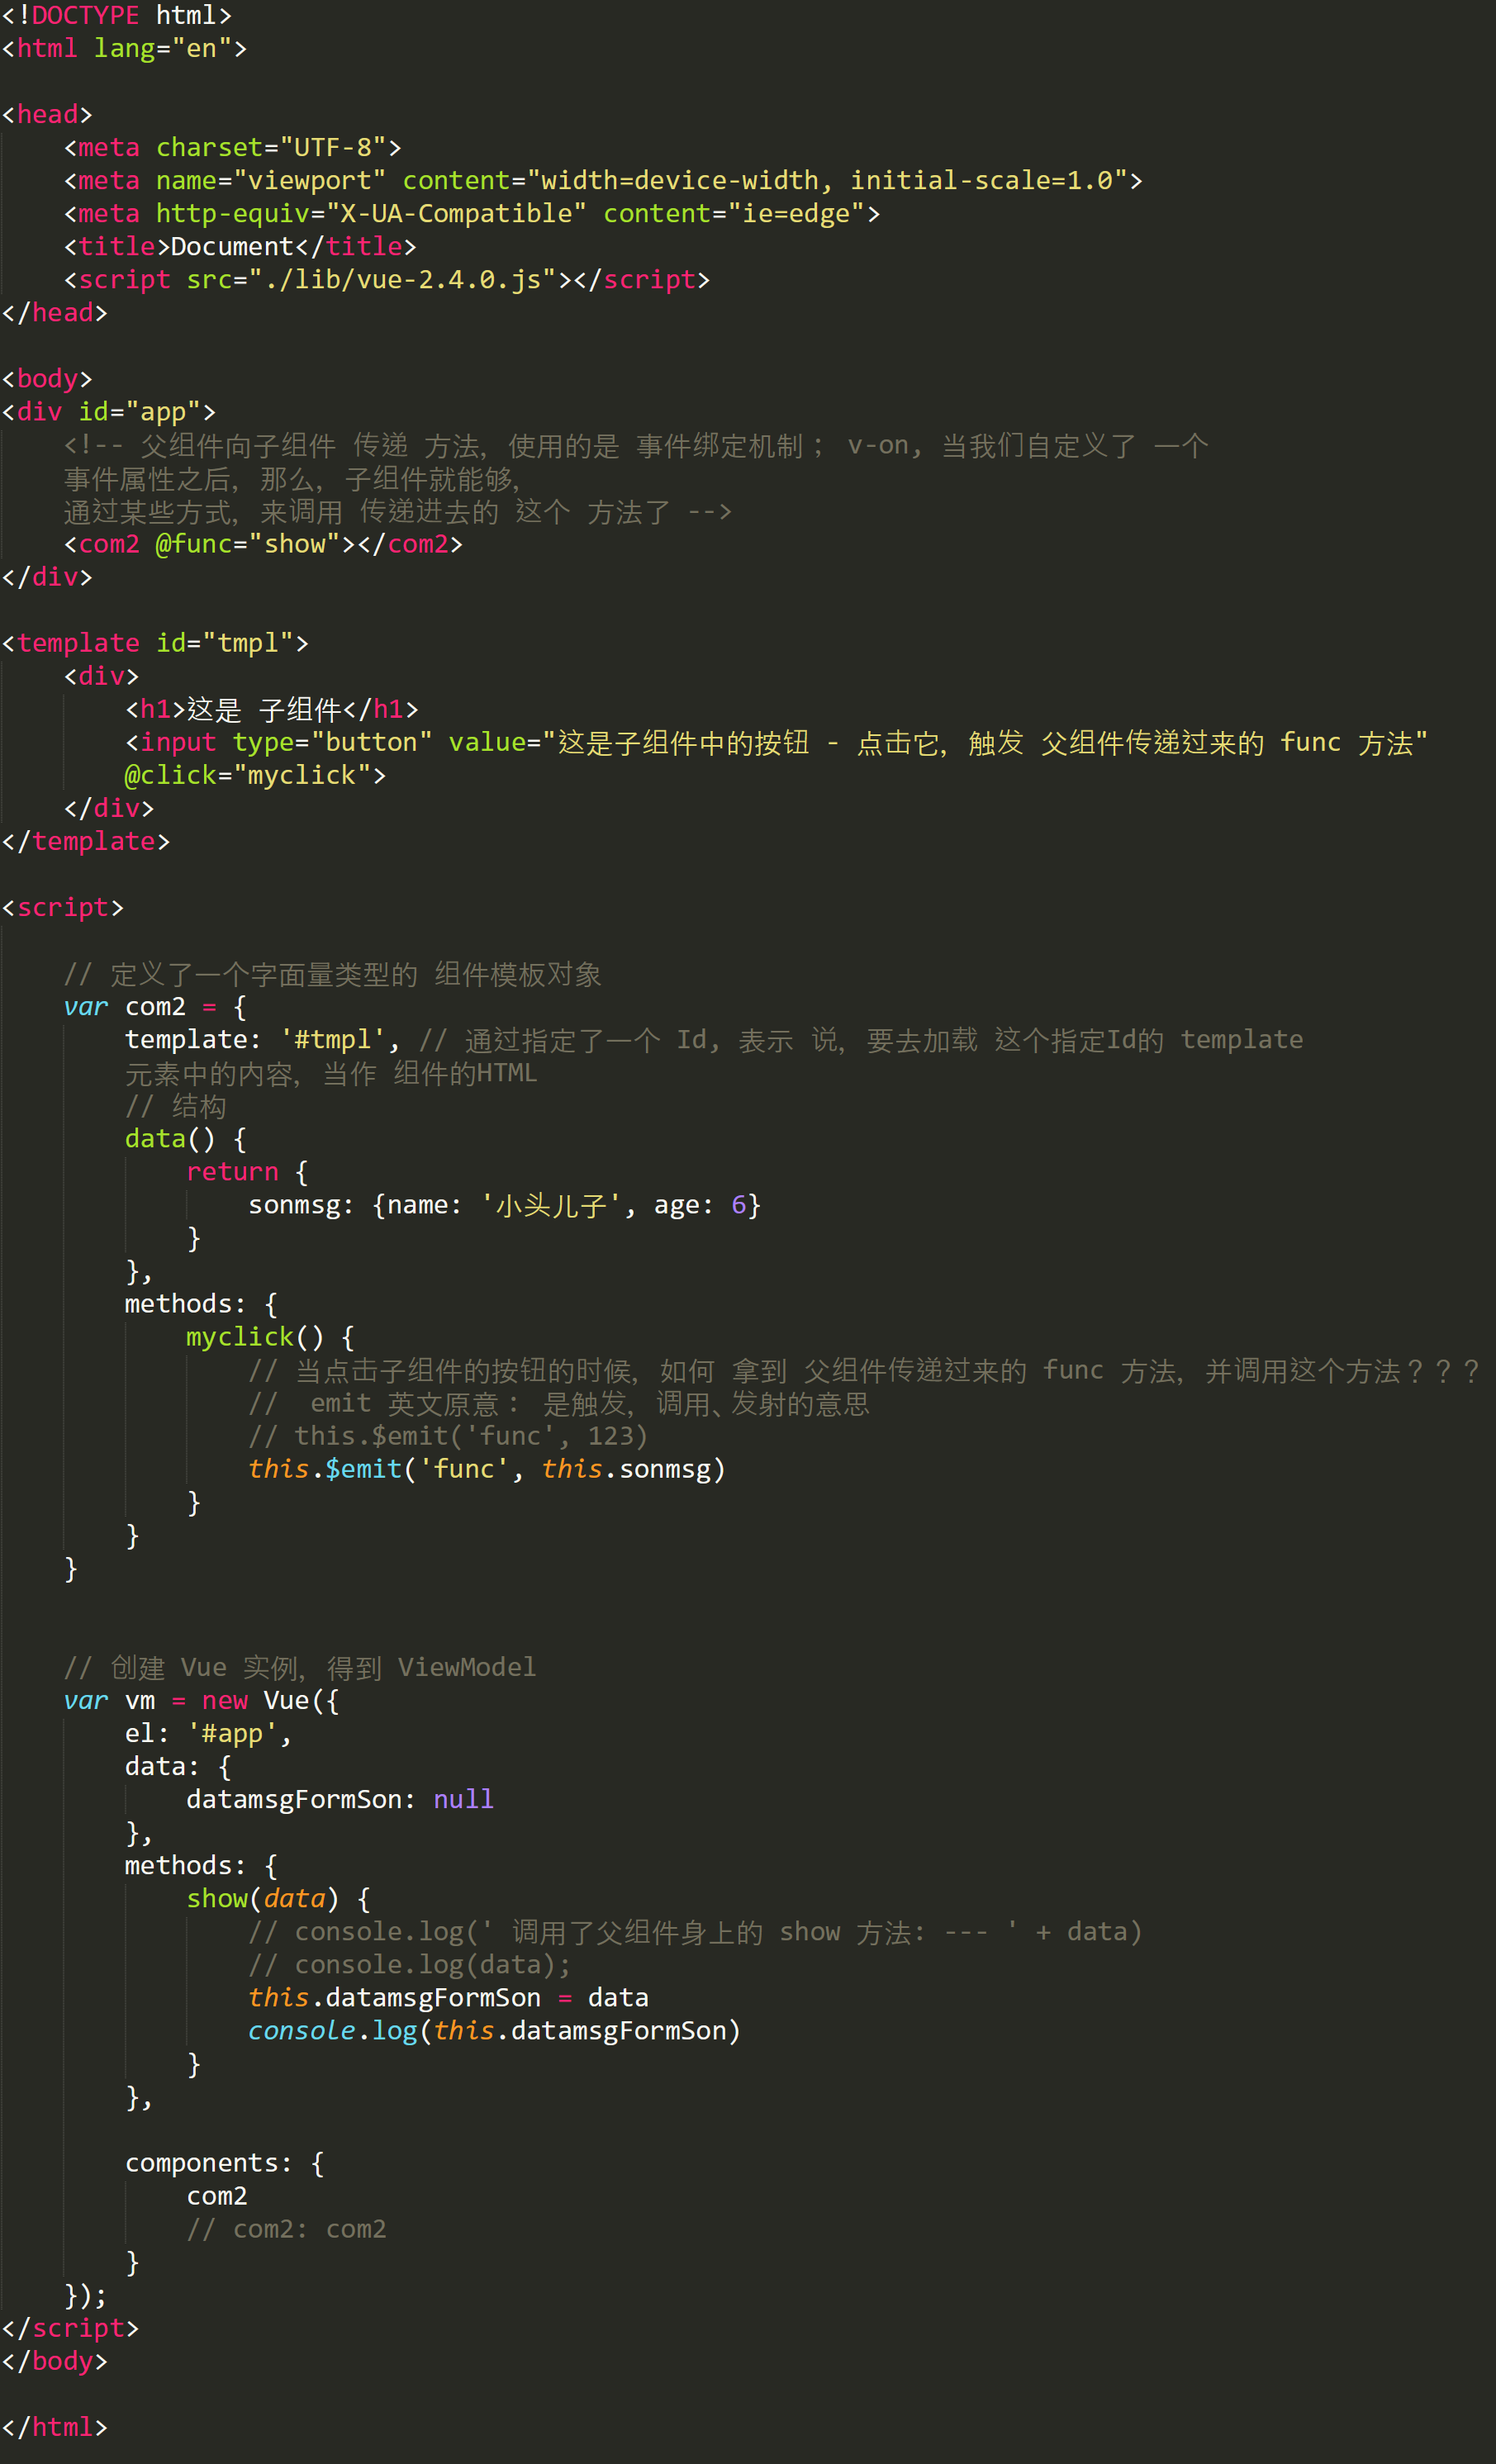 <!DOCTYPE html>
<html lang="en">
<head>
<meta charset="UTF-8">
<meta name="viewport" content="width=device-width, initial-scale=1.0">
<meta http-equiv="X-UA-Compatible" content="ie=edge">
<title>Document</title>
<script src="./lib/vue-2.4.0.js"></script>
</head>
<body>
<div id="app">
<!-- 父组件向子组件 传递 方法, 使用的是 事件绑定机制； v-on, 当我们自定义了 一个
事件属性之后, 那么, 子组件就能够,
通过某些方式, 来调用 传递进去的 这个 方法了 -->
<com2 @func="show"></com2>
</div>
<template id="tmpl">
<div>
<h1>这是 子组件</h1>
<input type="button" value="这是子组件中的按钮 - 点击它, 触发 父组件传递过来的 func 方法"
@click="myclick">
</div>
</template>
<script>
// 定义了一个字面量类型的 组件模板对象
var com2 = {
template: '#tmpl', // 通过指定了一个 Id, 表示 说, 要去加载 这个指定Id的 template
元素中的内容, 当作 组件的HTML
// 结构
data() {
return {
sonmsg: {name: '小头儿子', age: 6}
}
},
methods: {
myclick() {
// 当点击子组件的按钮的时候, 如何 拿到 父组件传递过来的 func 方法, 并调用这个方法？？？
//  emit 英文原意： 是触发, 调用、发射的意思
// this.$emit('func', 123)
this.$emit('func', this.sonmsg)
}
}
}
// 创建 Vue 实例, 得到 ViewModel
var vm = new Vue({
el: '#app',
data: {
datamsgFormSon: null
},
methods: {
show(data) {
// console.log(' 调用了父组件身上的 show 方法: --- ' + data)
// console.log(data);
this.datamsgFormSon = data
console.log(this.datamsgFormSon)
}
},
components: {
com2
// com2: com2
}
});
</script>
</body>
</html>